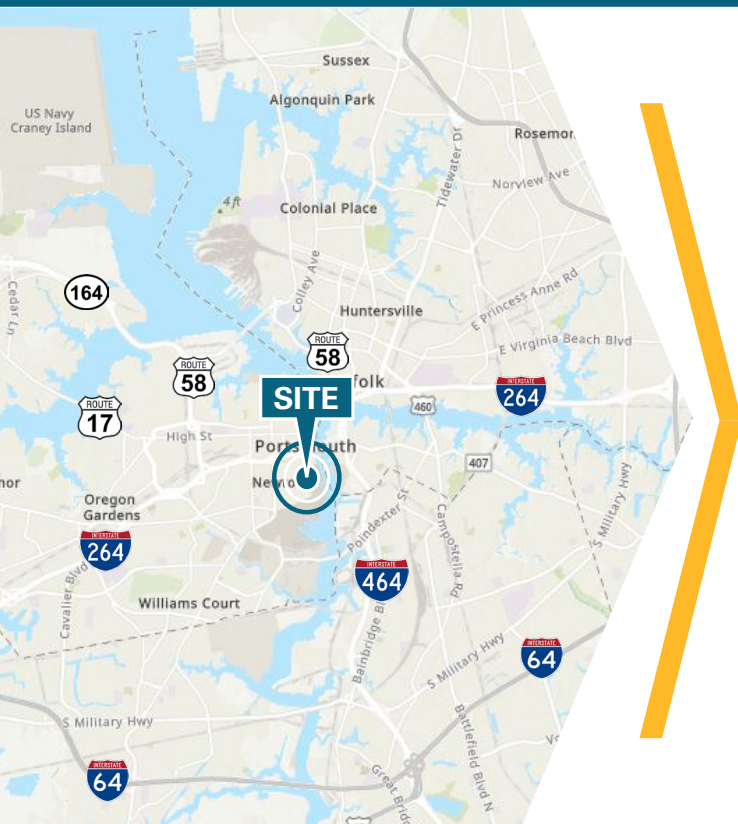 Sussex
US Navy
Craney Island
Algonquin Park
Rosemon
Tidewater Dr
Norview Ave
4 ft
Colonial Place
Cedar Ln
164
Colley Ave
E Princess Anne Rd
Huntersville
E Virginia Beach Blvd
ROUTE
58
ROUTE
58
folk
INTERSTATE
264
SITE
460
ROUTE
17
High St
Portsmouth
407
nor
Oregon
Gardens
S Military Hwy
Poindexter St
Campostella Rd
INTERSTATE
264
INTERSTATE
464
Cavalier Blvd
Williams Court
Bainbridge Bl
S Military Hwy
INTERSTATE
64
S Military Hwy
Battlefield Blvd N
INTERSTATE
64
Great Bridg